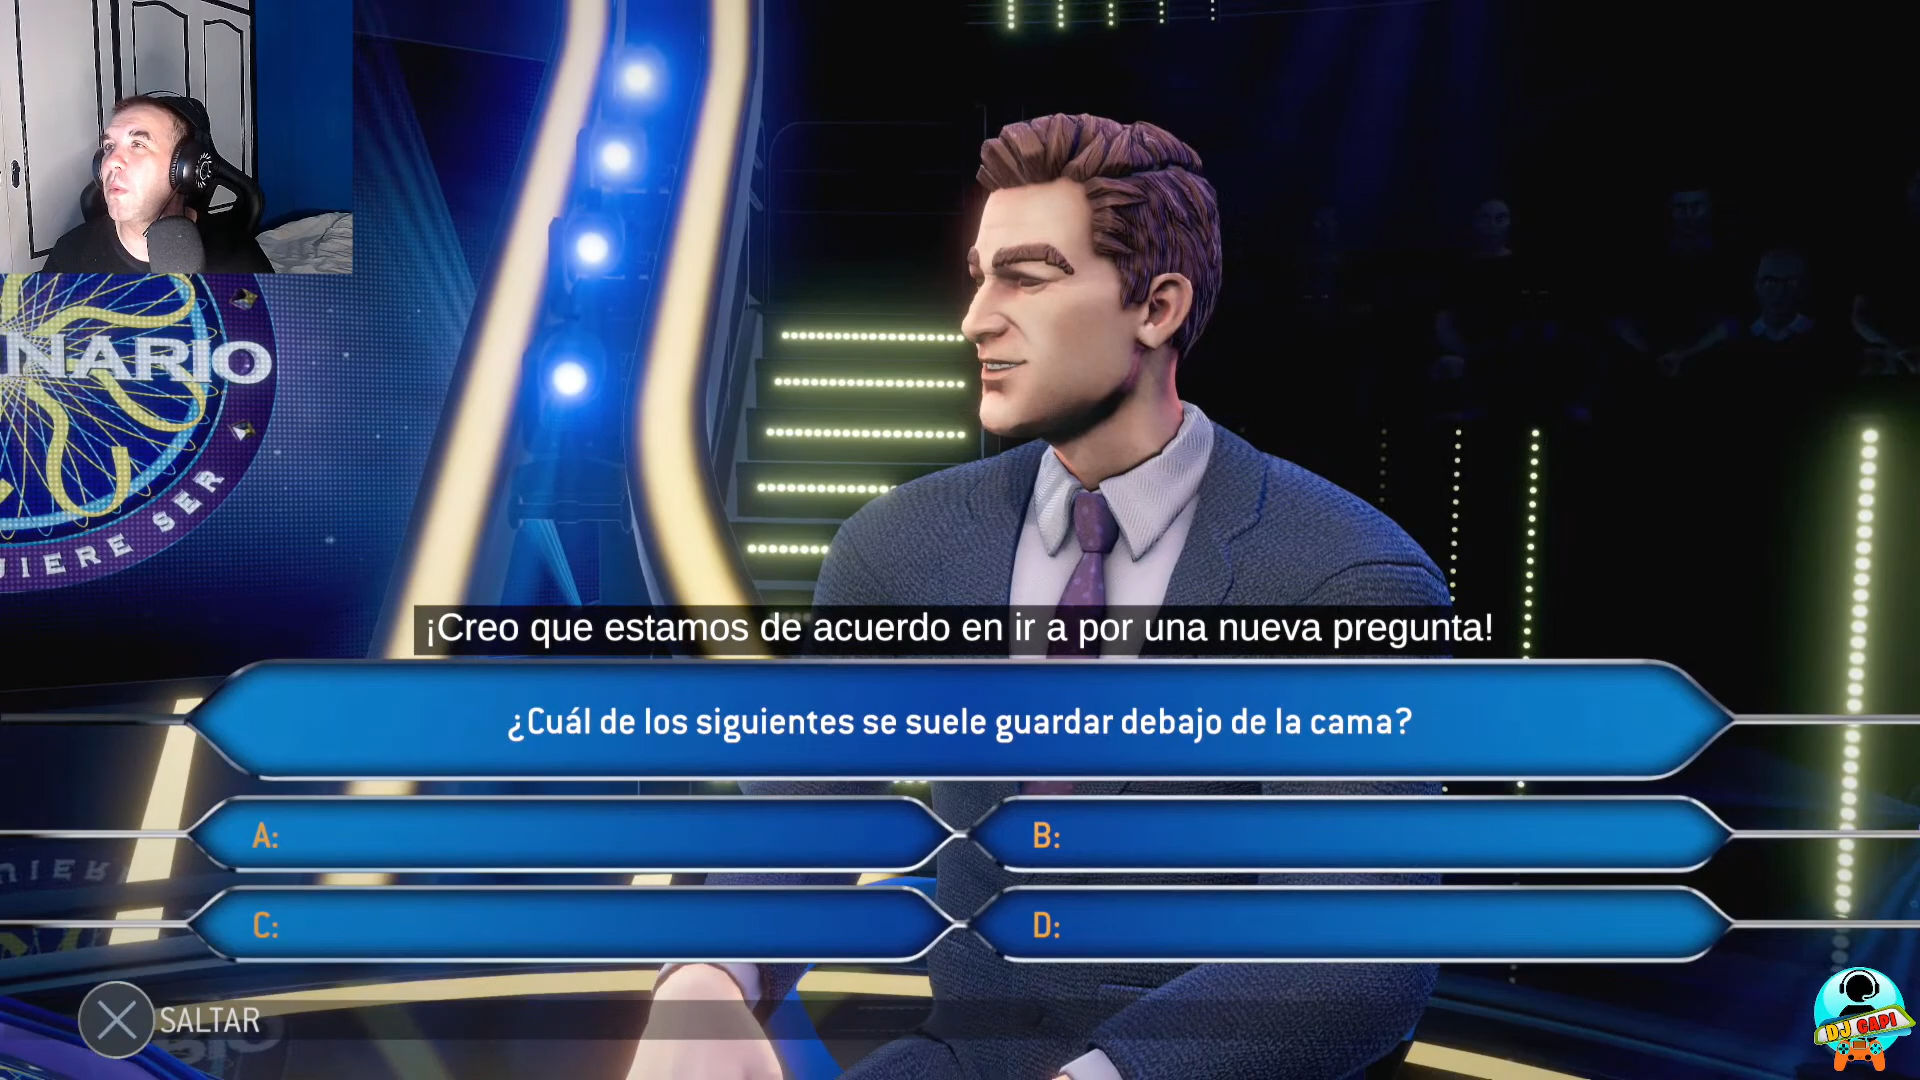 NARIO
UIERE SER
¡Creo que estamos de acuerdo en ir a por una nueva pregunta!
¿Cuál de los siguientes se suele guardar debajo de la cama?
A:
B:
C:
D:
SALTAR
DJ GAPI